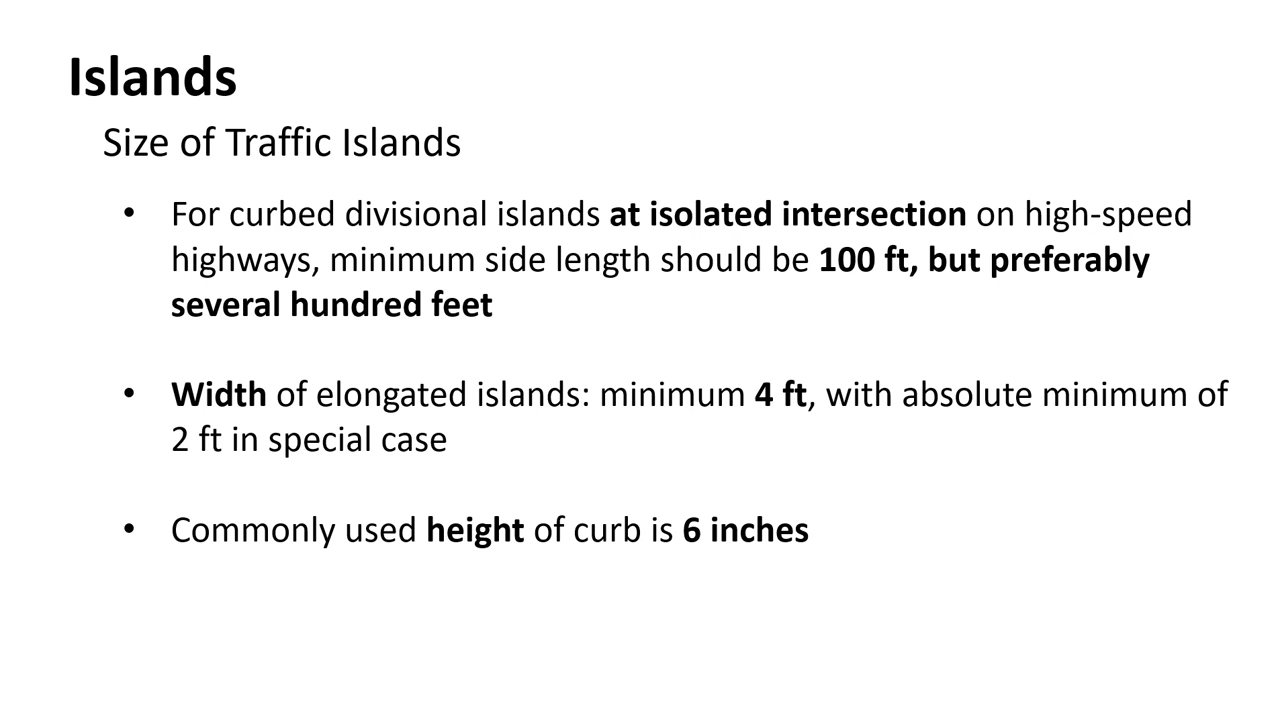 Islands
Size of Traffic Islands
• For curbed divisional islands at isolated intersection on high-speed
highways, minimum side length should be 100 ft, but preferably
several hundred feet
• Width of elongated islands: minimum 4 ft, with absolute minimum of
2 ft in special case
• Commonly used height of curb is 6 inches